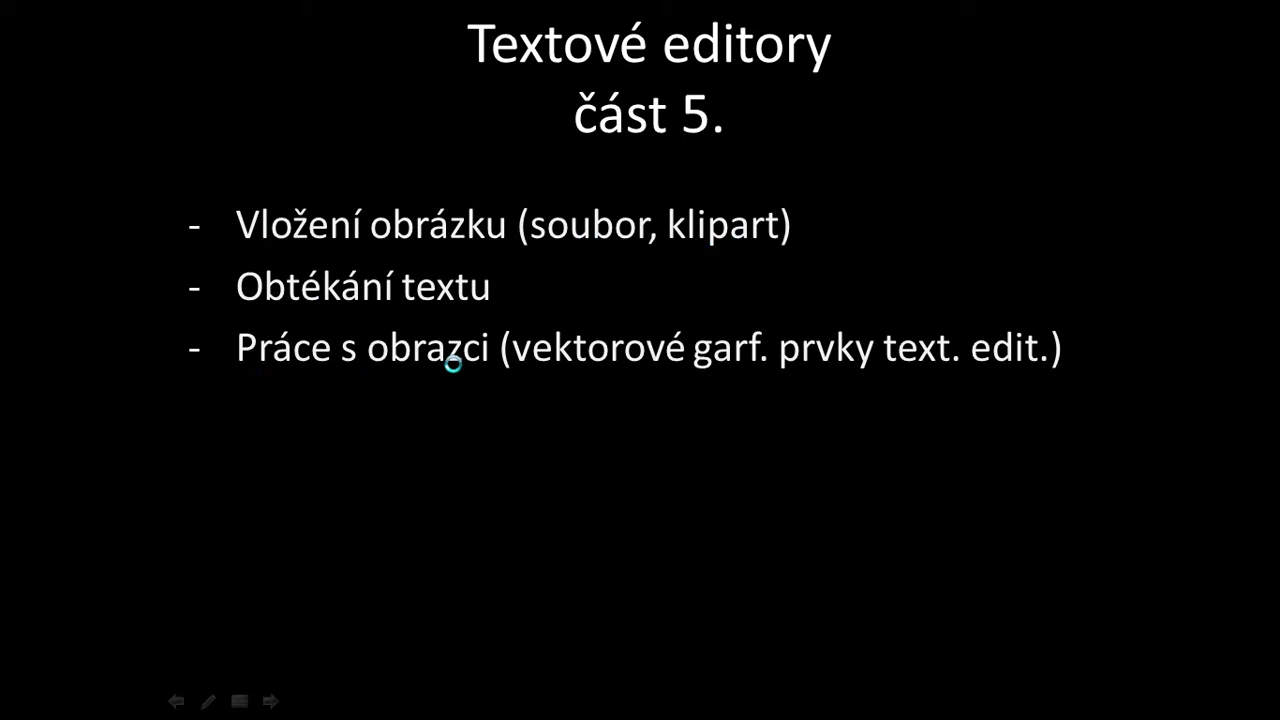 Textové editory
část 5.
- Vložení obrázku (soubor, klipart)
- Obtékání textu
- Práce s obrazci (vektorové garf. prvky text. edit.)